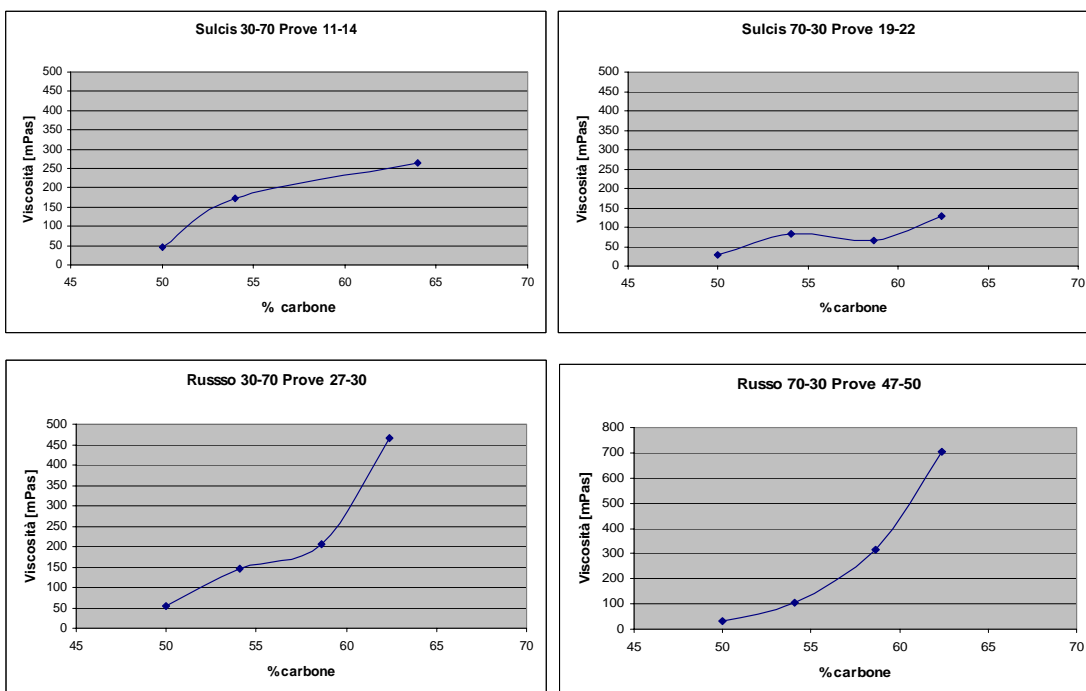 Sulcis 30-70 Prove 11-14
500
450
400
350
300
250
200
150
100
50
0
45 50 55 60 65 70
Viscosità [mPas]
% carbone
Sulcis 70-30 Prove 19-22
500
450
400
350
300
250
200
150
100
50
0
45 50 55 60 65 70
Viscosità [mPas]
%carbone
Russso 30-70 Prove 27-30
500
450
400
350
300
250
200
150
100
50
0
45 50 55 60 65 70
Viscosità [mPas]
%carbone
Russo 70-30 Prove 47-50
800
700
600
500
400
300
200
100
0
45 50 55 60 65 70
Viscosità [mPas]
%carbone